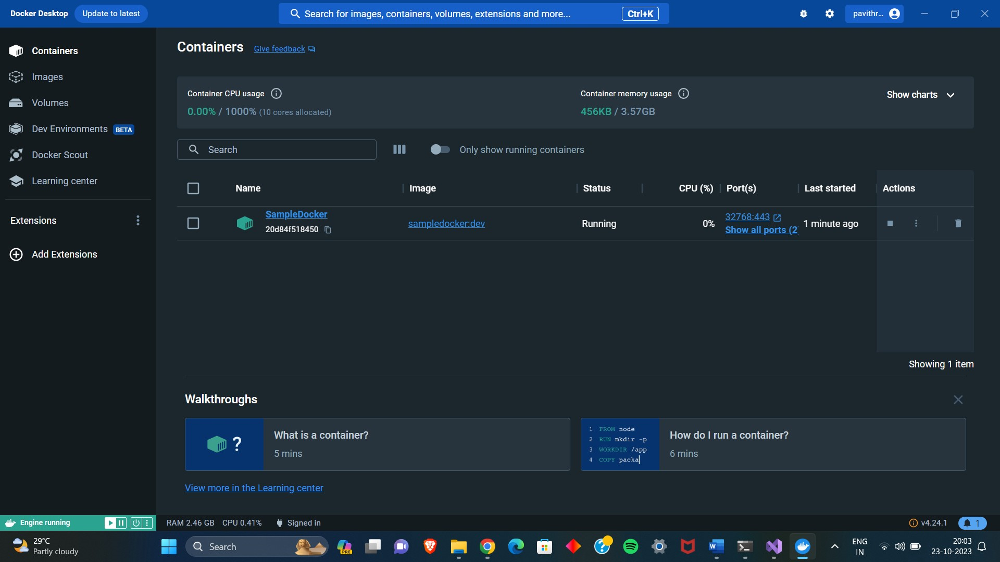 Docker Desktop
Update to latest
Search for images, containers, volumes, extensions and more...
Ctrl+K
pavithr...
Containers
Images
Volumes
Dev Environments BETA
Docker Scout
Learning center
Extensions
Add Extensions
Containers
Give feedback
Container CPU usage
0.00% / 1000% (10 cores allocated)
Container memory usage
456KB / 3.57GB
Show charts
Search
Only show running containers
Name Image Status CPU (%) Port(s) Last started Actions
SampleDocker
20d84f518450
sampledocker:dev
Running
0%
32768:443
Show all ports (2
1 minute ago
Showing 1 item
Walkthroughs
?
What is a container?
5 mins
1 FROM node
2 RUN mkdir -p
3 WORKDIR /app
4 COPY packa
How do I run a container?
6 mins
View more in the Learning center
Engine running
RAM 2.46 GB CPU 0.41% Signed in
v4.24.1
1
29°C
Partly cloudy
Search
PRE
W
?
ENG
IN
20:03
23-10-2023